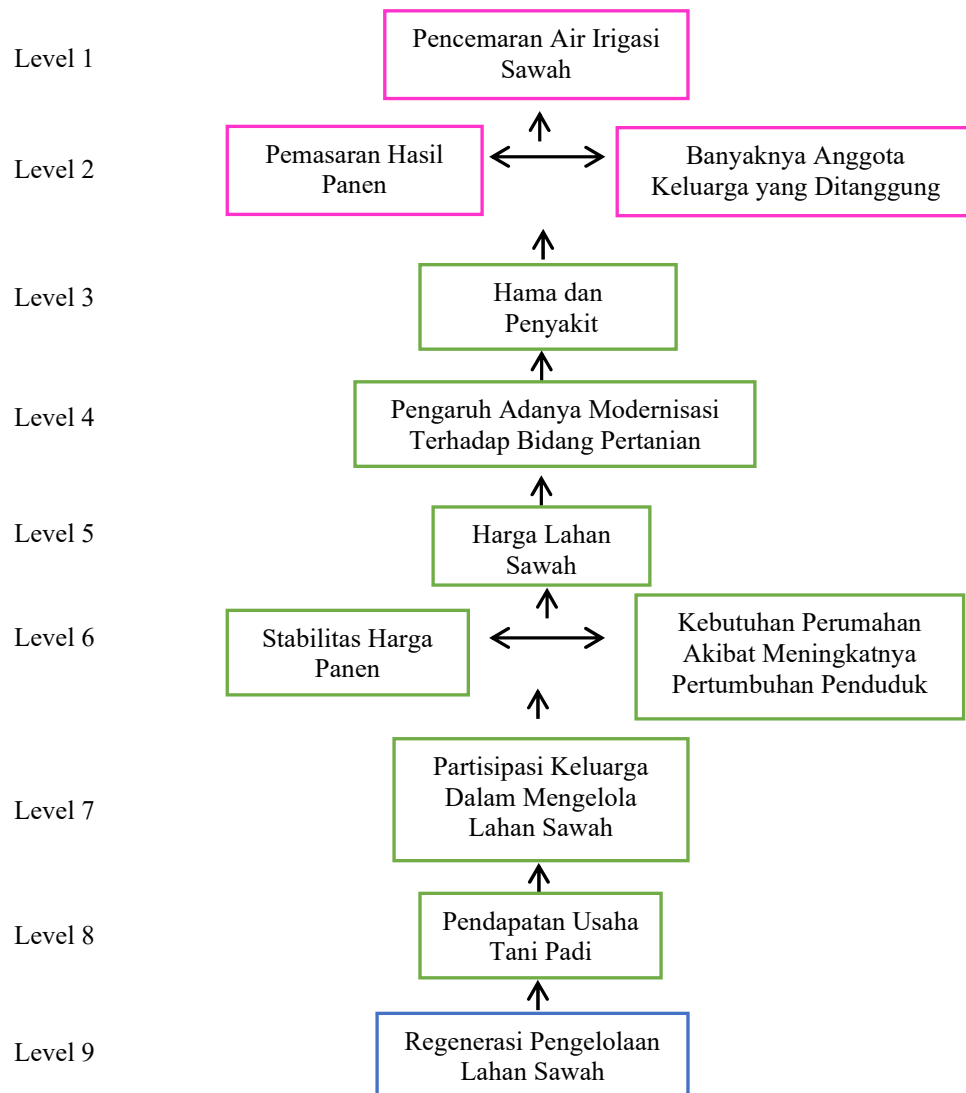 Level 1
Pencemaran Air Irigasi
Sawah
Level 2
Pemasaran Hasil
Panen
Banyaknya Anggota
Keluarga yang Ditanggung
Level 3
Hama dan
Penyakit
Level 4
Pengaruh Adanya Modernisasi
Terhadap Bidang Pertanian
Level 5
Harga Lahan
Sawah
Level 6
Stabilitas Harga
Panen
Kebutuhan Perumahan
Akibat Meningkatnya
Pertumbuhan Penduduk
Level 7
Partisipasi Keluarga
Dalam Mengelola
Lahan Sawah
Level 8
Pendapatan Usaha
Tani Padi
Level 9
Regenerasi Pengelolaan
Lahan Sawah